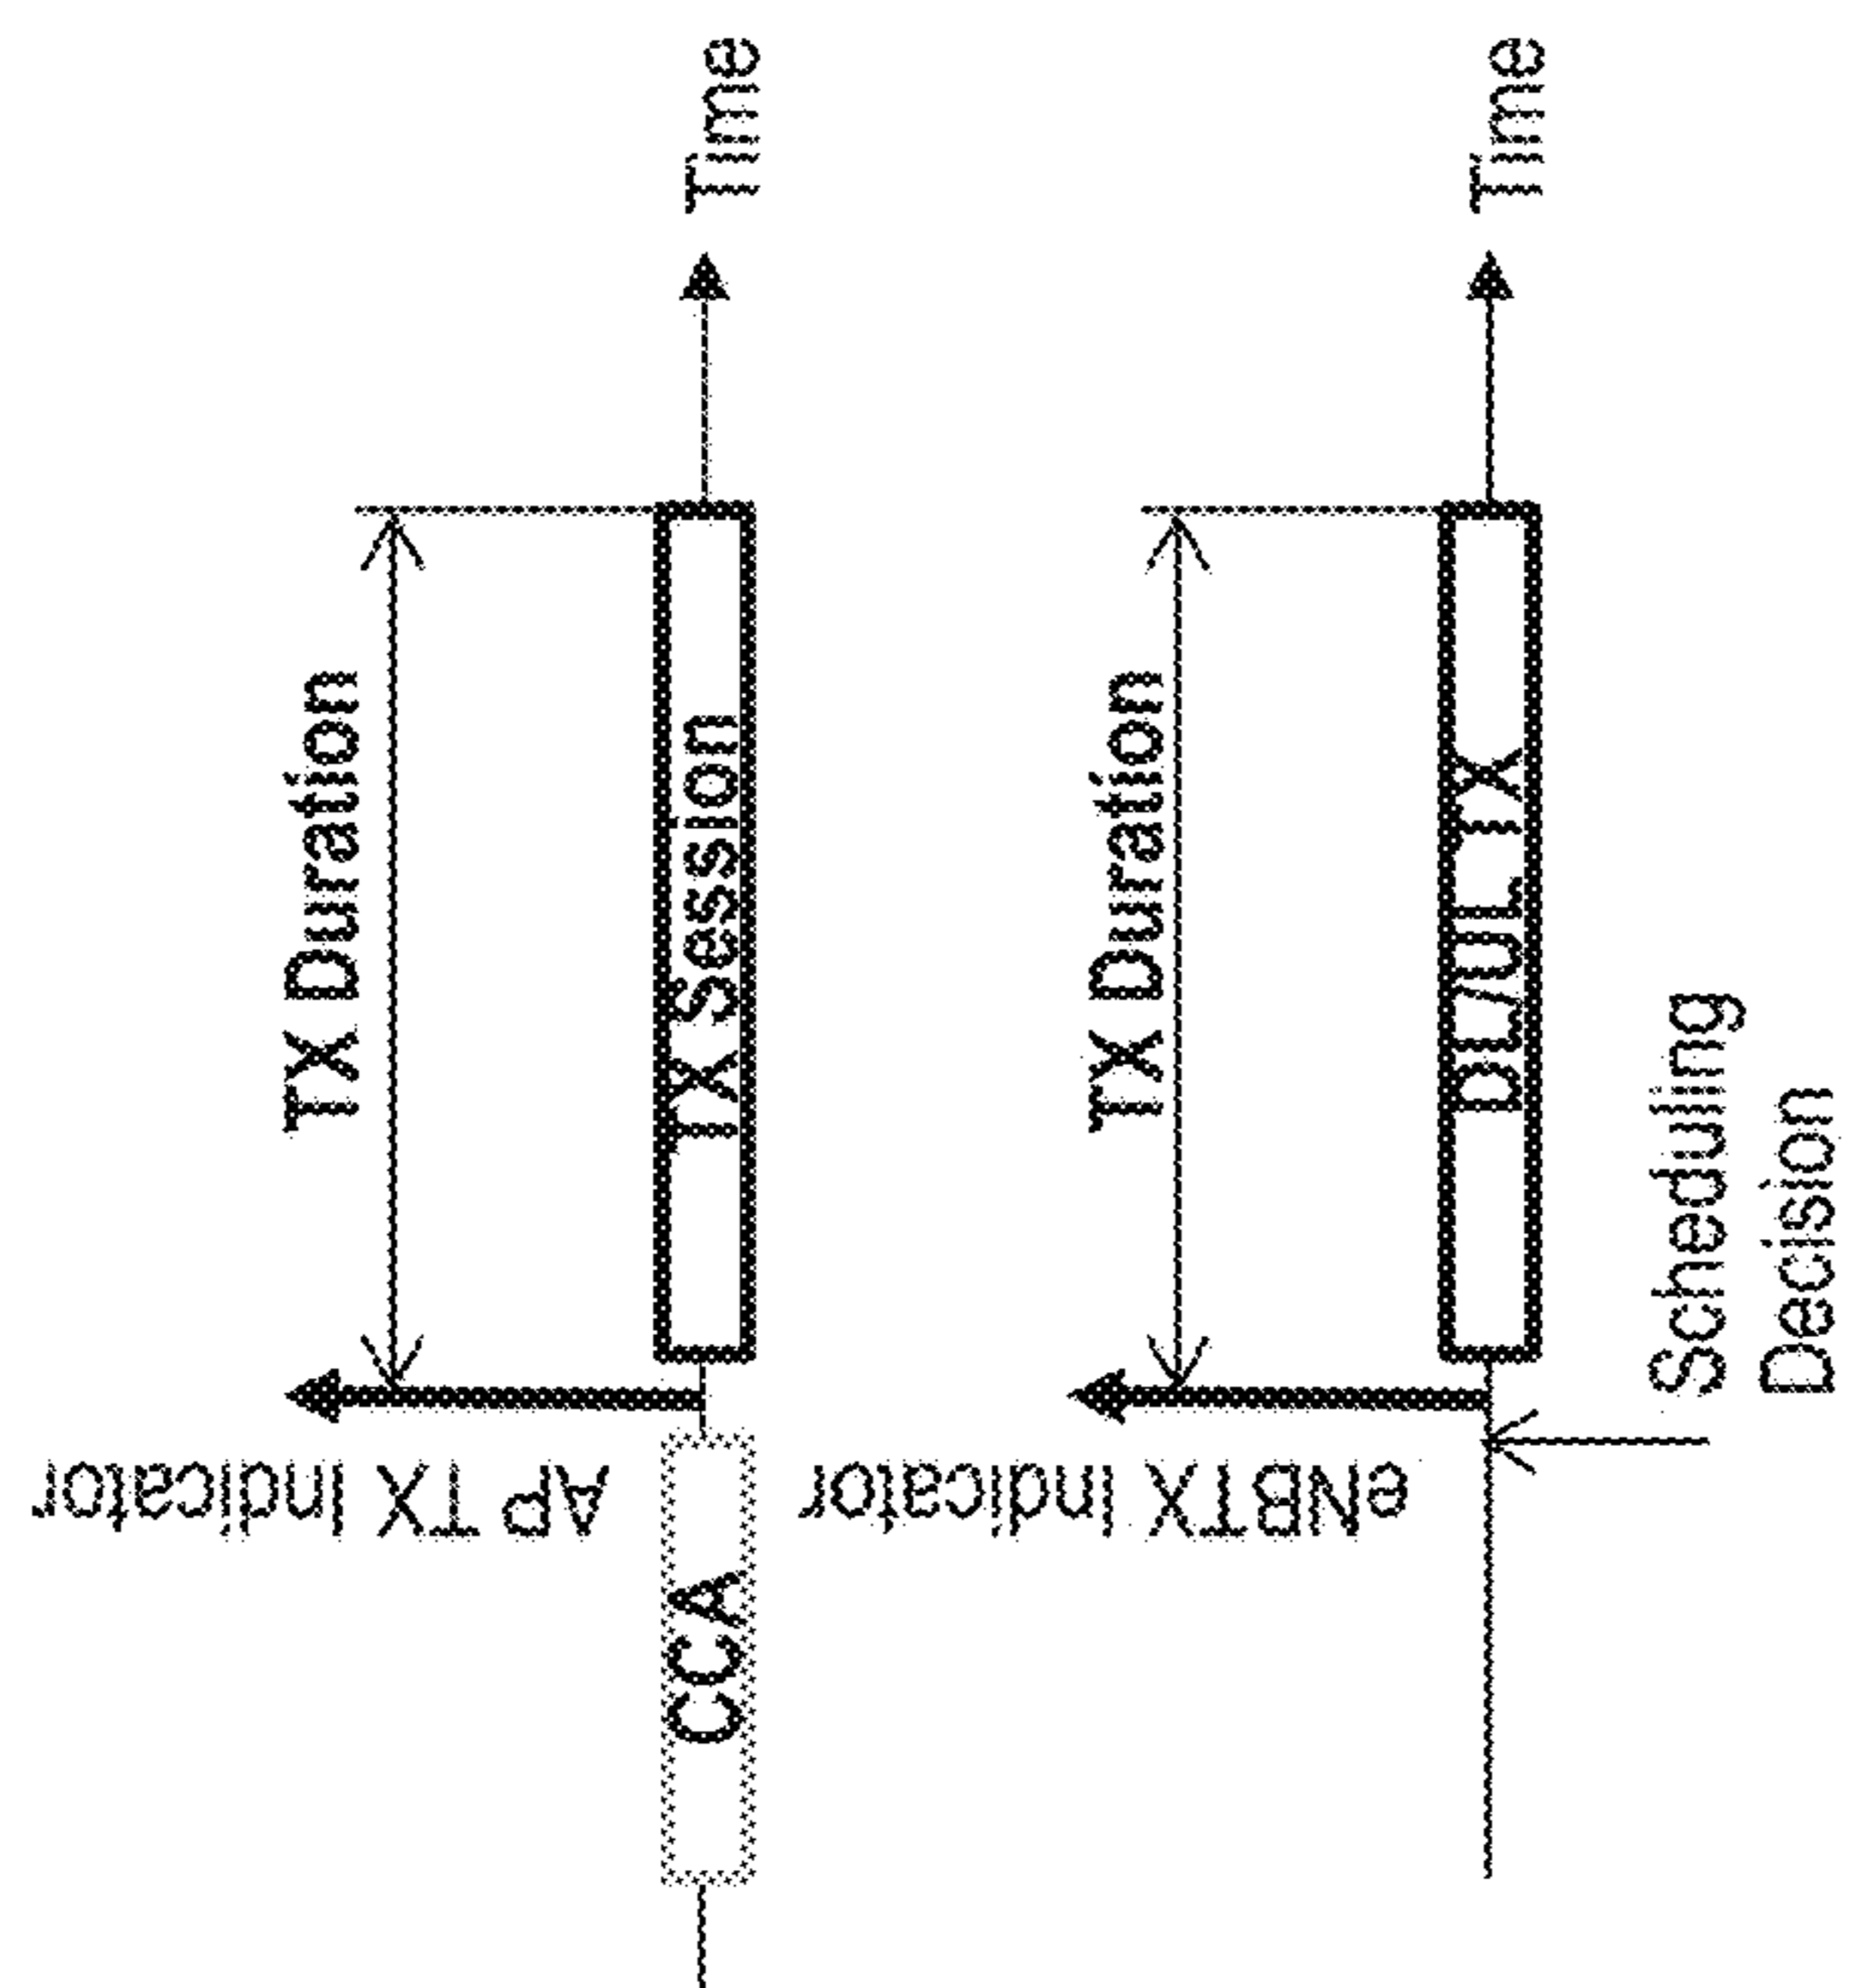 AP TX Indicator
TX Duration
CCA
TX Session
Time
eNBTX Indicator
TX Duration
DL/UL TX
Time
Scheduling
Decision